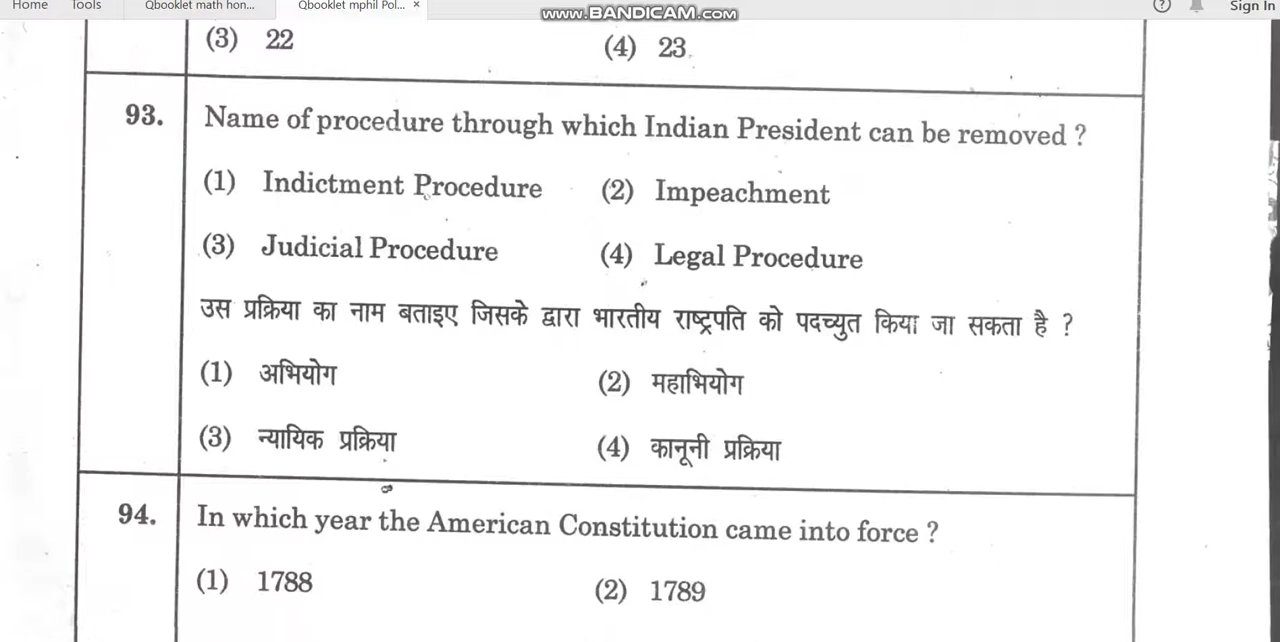 Home Tools Qbooklet math hon... Qbooklet mphil Pol... × Sign In
www.BANDICAM.com
(3) 22 (4) 23
93. Name of procedure through which Indian President can be removed ?
(1) Indictment Procedure (2) Impeachment
(3) Judicial Procedure (4) Legal Procedure
उस प्रक्रिया का नाम बताइए जिसके द्वारा भारतीय राष्ट्रपति को पदच्युत किया जा सकता है ?
(1) अभियोग (2) महाभियोग
(3) न्यायिक प्रक्रिया (4) कानूनी प्रक्रिया
94. In which year the American Constitution came into force ?
(1) 1788 (2) 1789